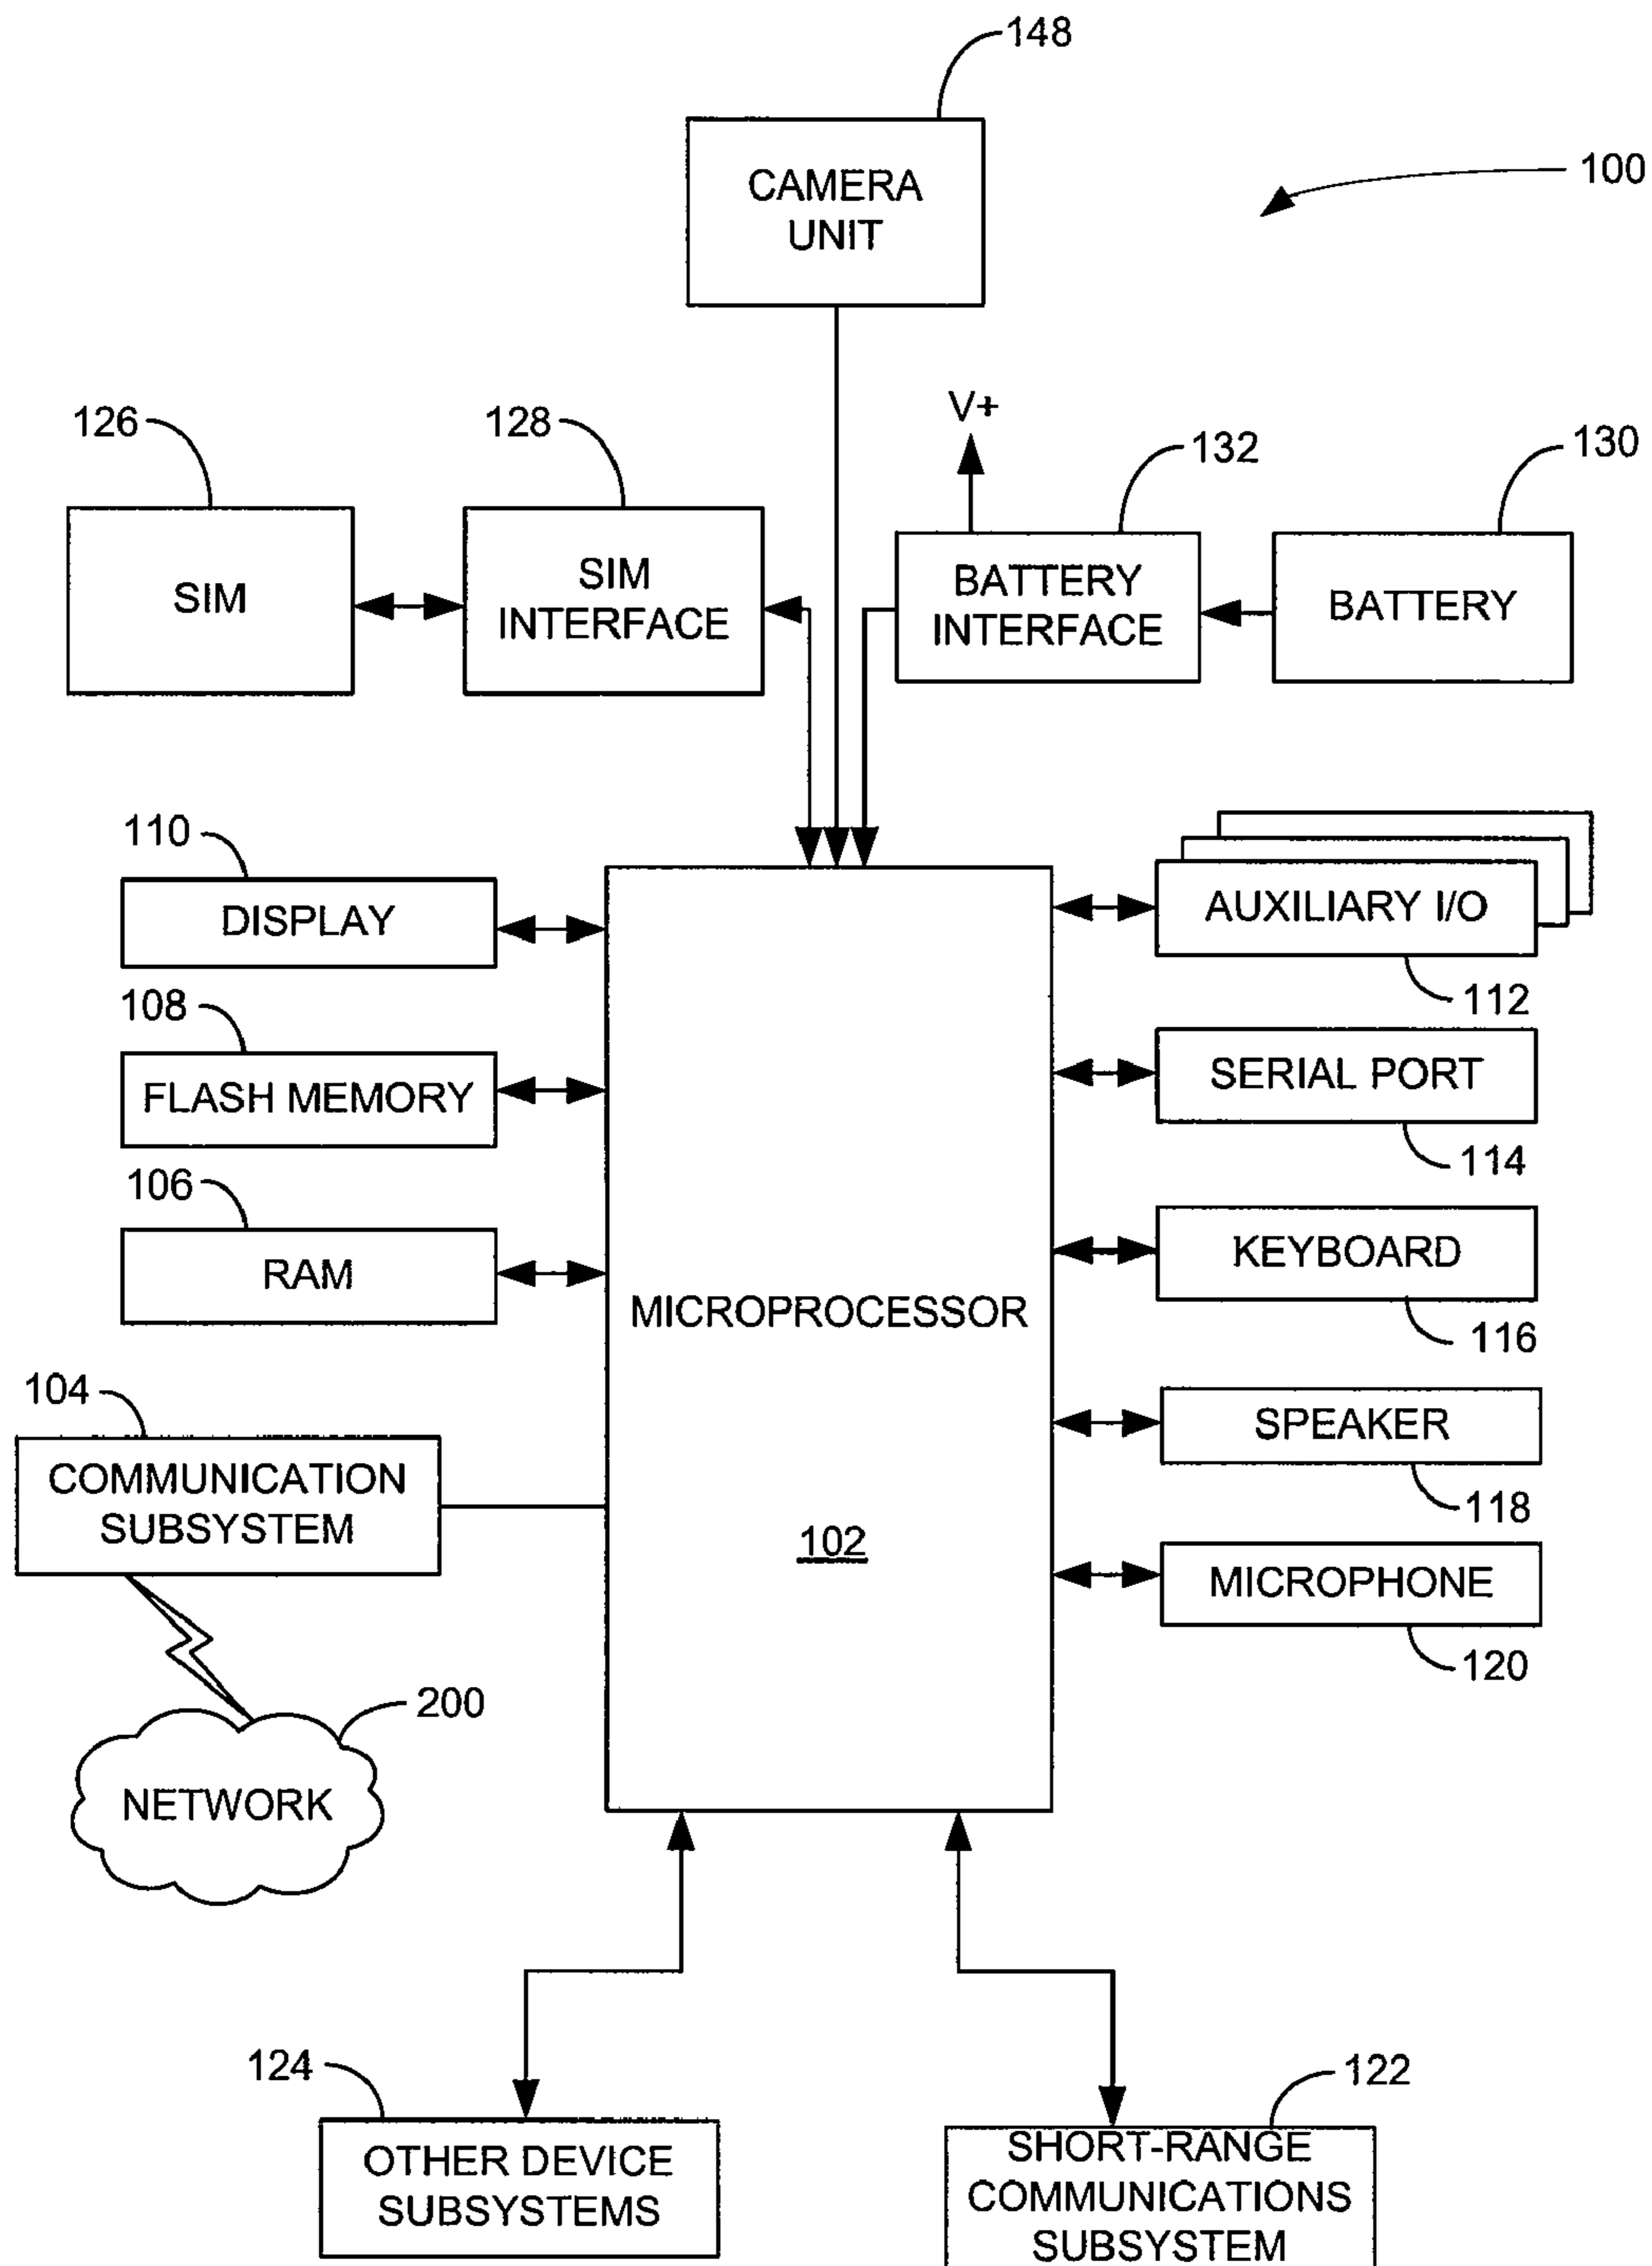 148
CAMERA
UNIT
100
V+
126
128
132
130
SIM
SIM
INTERFACE
BATTERY
INTERFACE
BATTERY
110
DISPLAY
AUXILIARY I/O
112
108
FLASH MEMORY
SERIAL PORT
114
106
RAM
KEYBOARD
116
MICROPROCESSOR
102
104
COMMUNICATION
SUBSYSTEM
SPEAKER
118
MICROPHONE
120
200
NETWORK
124
OTHER DEVICE
SUBSYSTEMS
122
SHORT-RANGE
COMMUNICATIONS
SUBSYSTEM